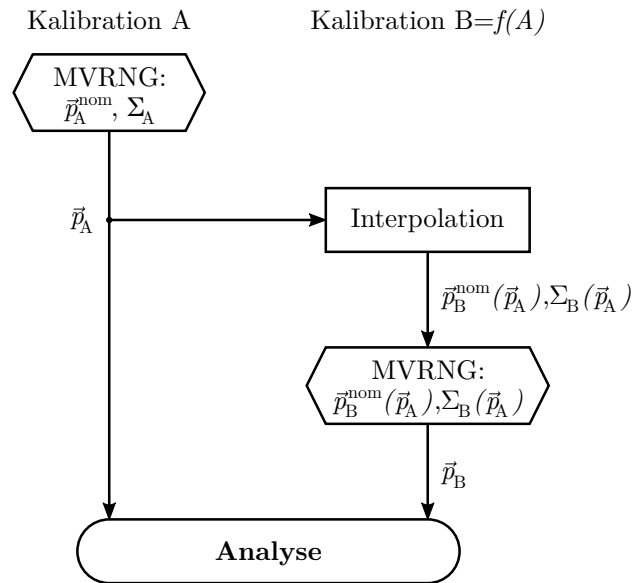 Kalibration A
Kalibration B=f(A)
MVRNG:
p⃗_A^nom, Σ_A
p⃗_A
Interpolation
p⃗_B^nom(p⃗_A),Σ_B(p⃗_A)
MVRNG:
p⃗_B^nom(p⃗_A),Σ_B(p⃗_A)
p⃗_B
Analyse